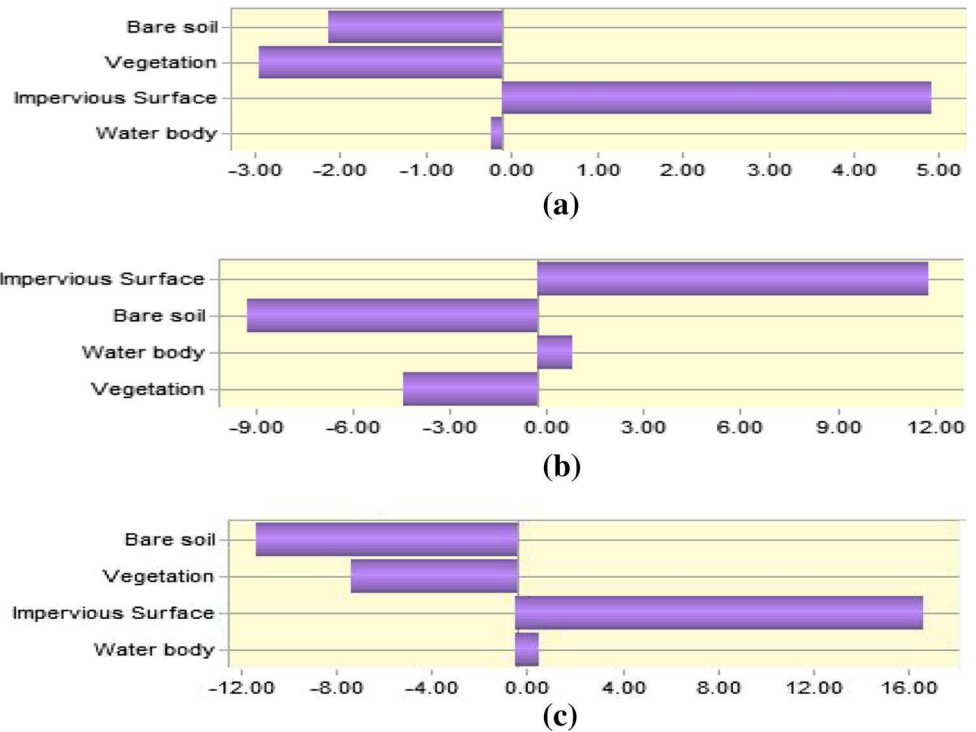 Bare soil
Vegetation
Impervious Surface
Water body
-3.00 -2.00 -1.00 0.00 1.00 2.00 3.00 4.00 5.00
(a)
Impervious Surface
Bare soil
Water body
Vegetation
-9.00 -6.00 -3.00 0.00 3.00 6.00 9.00 12.00
(b)
Bare soil
Vegetation
Impervious Surface
Water body
-12.00 -8.00 -4.00 0.00 4.00 8.00 12.00 16.00
(c)